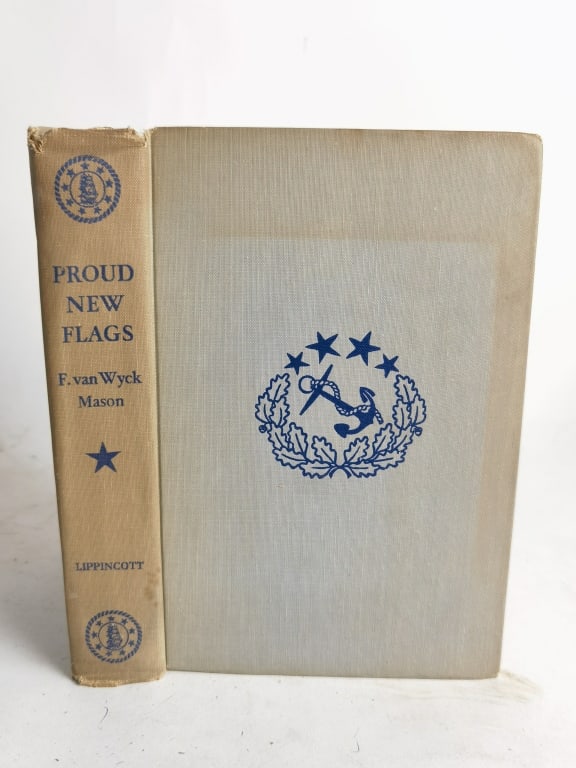 PROUD
NEW
FLAGS
F. van Wyck
Mason
LIPPINCOTT